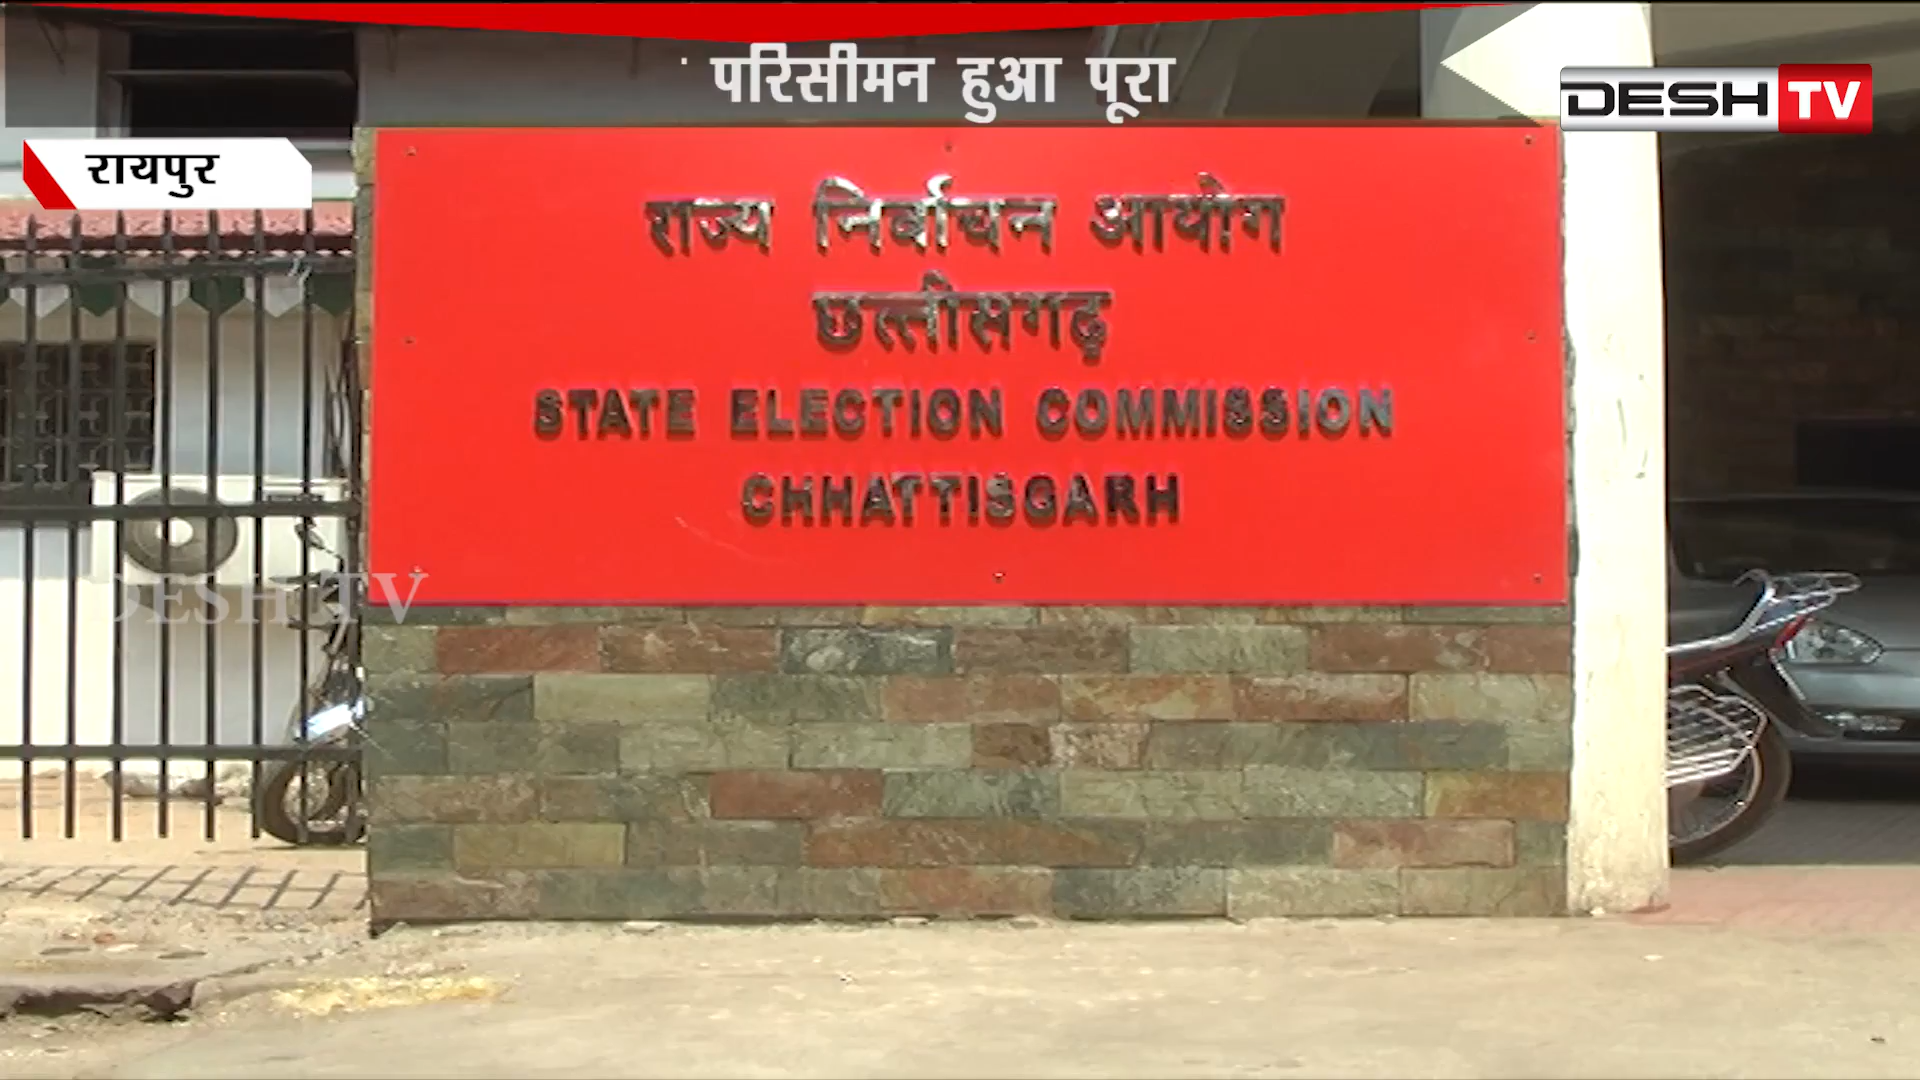 परिसीमन हुआ पूरा
DESH TV
रायपुर
राज्य निर्वाचन आयोग
छत्तीसगढ़
STATE ELECTION COMMISSION
CHHATTISGARH
DESH TV